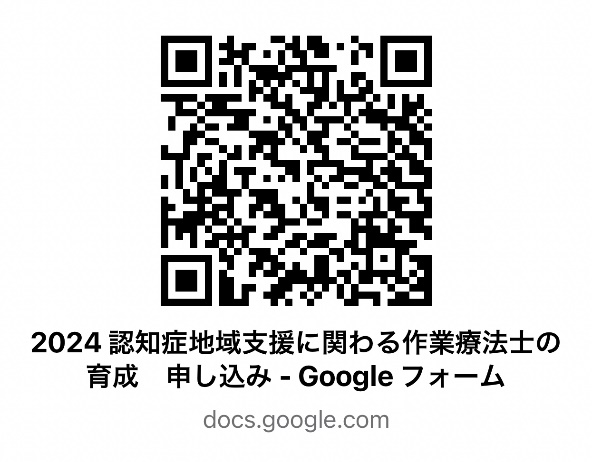 2024 認知症地域支援に関わる作業療法士の
育成　申し込み - Google フォーム
docs.google.com